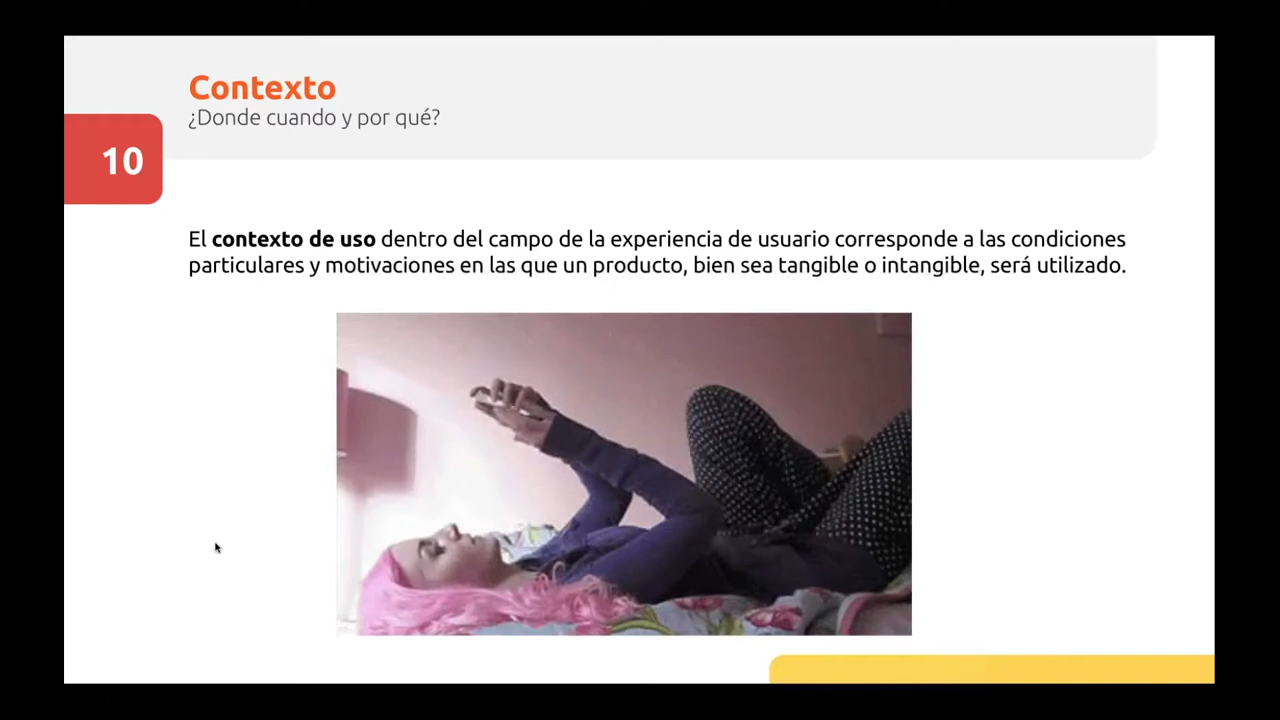 Contexto
¿Donde cuando y por qué?
10
El contexto de uso dentro del campo de la experiencia de usuario corresponde a las condiciones
particulares y motivaciones en las que un producto, bien sea tangible o intangible, será utilizado.